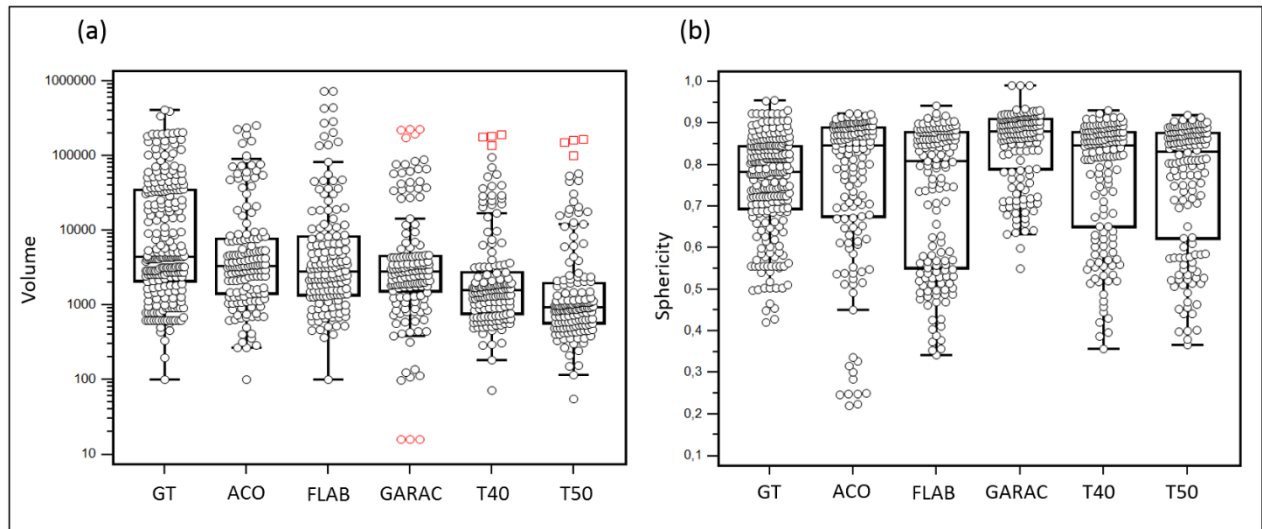 (a)
Volume
1000000
100000
10000
1000
100
10
GT ACO FLAB GARAC T40 T50
(b)
Sphericity
1,0
0,9
0,8
0,7
0,6
0,5
0,4
0,3
0,2
0,1
GT ACO FLAB GARAC T40 T50